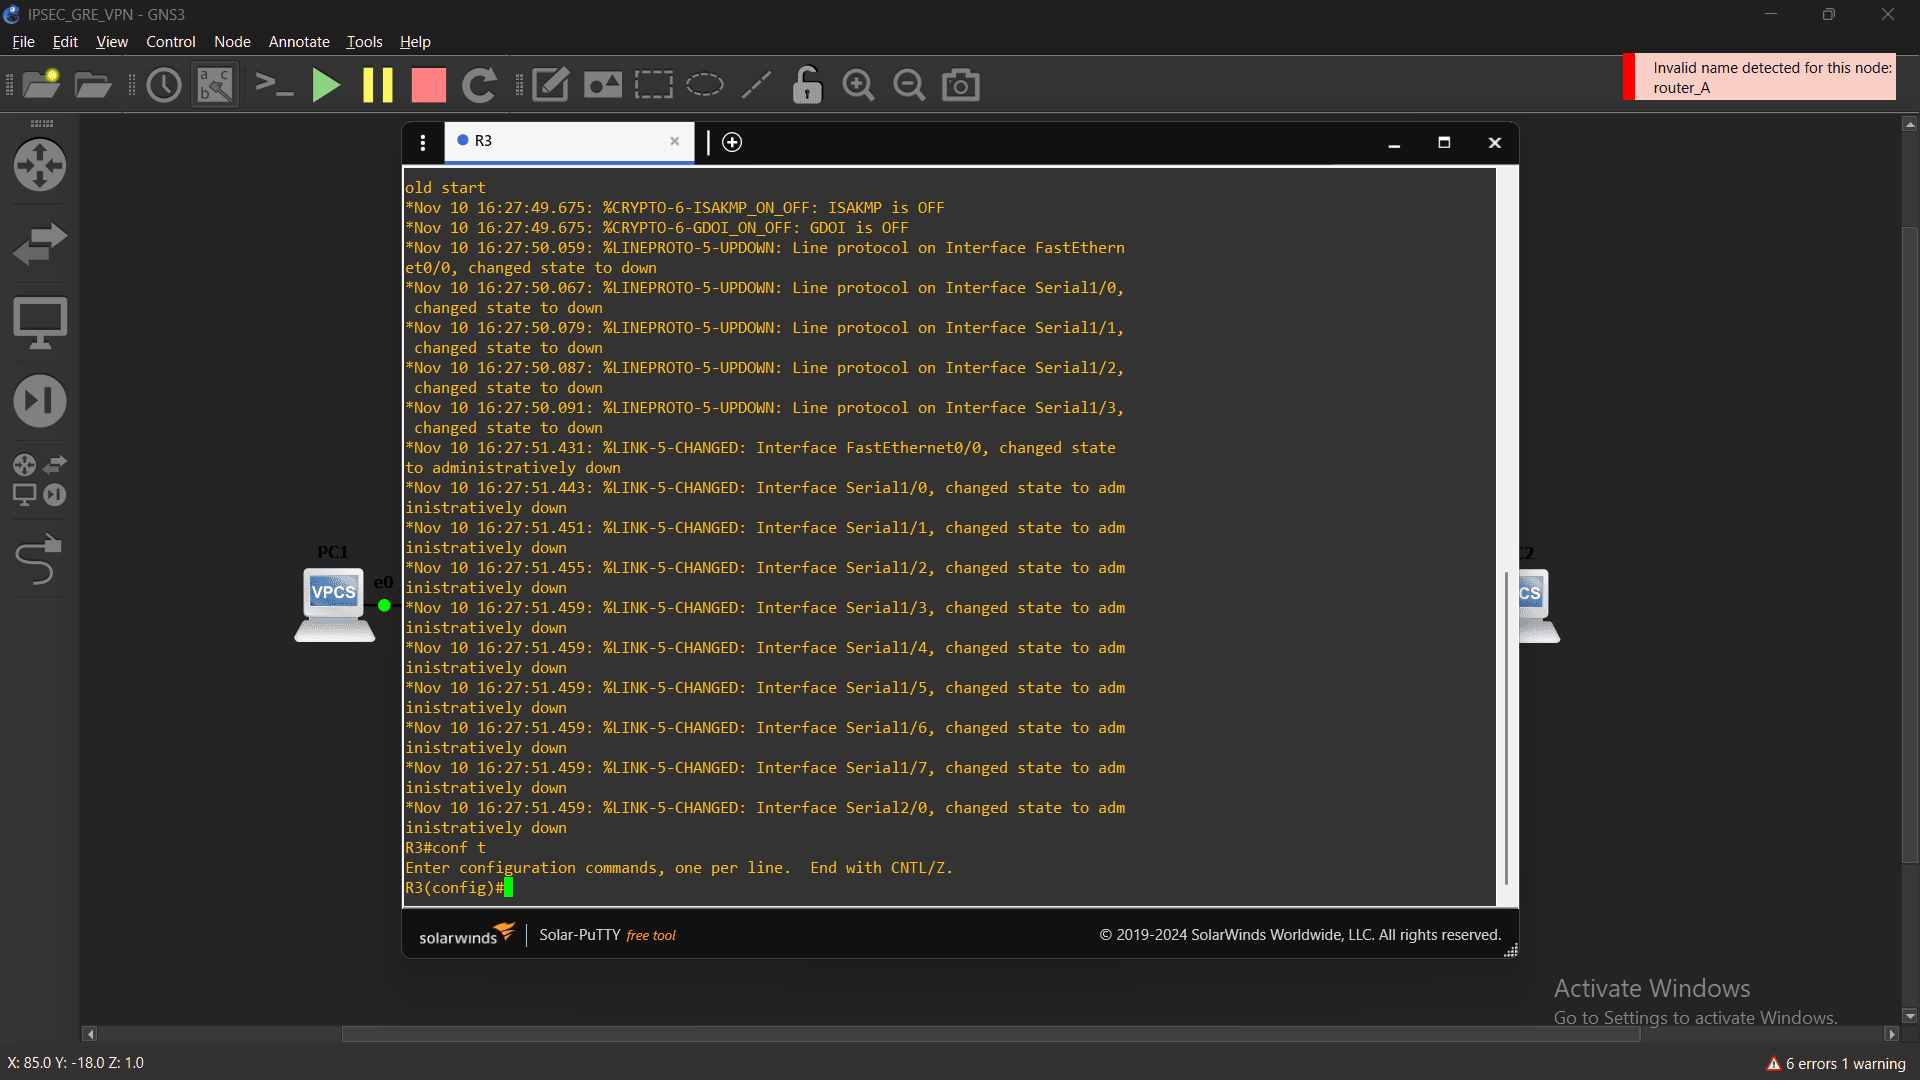 IPSEC_GRE_VPN - GNS3
File Edit View Control Node Annotate Tools Help
Invalid name detected for this node:
router_A
R3
old start
*Nov 10 16:27:49.675: %CRYPTO-6-ISAKMP_ON_OFF: ISAKMP is OFF
*Nov 10 16:27:49.675: %CRYPTO-6-GDOI_ON_OFF: GDOI is OFF
*Nov 10 16:27:50.059: %LINEPROTO-5-UPDOWN: Line protocol on Interface FastEthern
et0/0, changed state to down
*Nov 10 16:27:50.067: %LINEPROTO-5-UPDOWN: Line protocol on Interface Serial1/0,
 changed state to down
*Nov 10 16:27:50.079: %LINEPROTO-5-UPDOWN: Line protocol on Interface Serial1/1,
 changed state to down
*Nov 10 16:27:50.087: %LINEPROTO-5-UPDOWN: Line protocol on Interface Serial1/2,
 changed state to down
*Nov 10 16:27:50.091: %LINEPROTO-5-UPDOWN: Line protocol on Interface Serial1/3,
 changed state to down
*Nov 10 16:27:51.431: %LINK-5-CHANGED: Interface FastEthernet0/0, changed state
to administratively down
*Nov 10 16:27:51.443: %LINK-5-CHANGED: Interface Serial1/0, changed state to adm
inistratively down
*Nov 10 16:27:51.451: %LINK-5-CHANGED: Interface Serial1/1, changed state to adm
inistratively down
*Nov 10 16:27:51.455: %LINK-5-CHANGED: Interface Serial1/2, changed state to adm
inistratively down
*Nov 10 16:27:51.459: %LINK-5-CHANGED: Interface Serial1/3, changed state to adm
inistratively down
*Nov 10 16:27:51.459: %LINK-5-CHANGED: Interface Serial1/4, changed state to adm
inistratively down
*Nov 10 16:27:51.459: %LINK-5-CHANGED: Interface Serial1/5, changed state to adm
inistratively down
*Nov 10 16:27:51.459: %LINK-5-CHANGED: Interface Serial1/6, changed state to adm
inistratively down
*Nov 10 16:27:51.459: %LINK-5-CHANGED: Interface Serial1/7, changed state to adm
inistratively down
*Nov 10 16:27:51.459: %LINK-5-CHANGED: Interface Serial2/0, changed state to adm
inistratively down
R3#conf t
Enter configuration commands, one per line.  End with CNTL/Z.
R3(config)#
PC1
VPCS
e0
C2
CS
solarwinds
Solar-PuTTY free tool
© 2019-2024 SolarWinds Worldwide, LLC. All rights reserved.
Activate Windows
Go to Settings to activate Windows.
X: 85.0 Y: -18.0 Z: 1.0
6 errors 1 warning